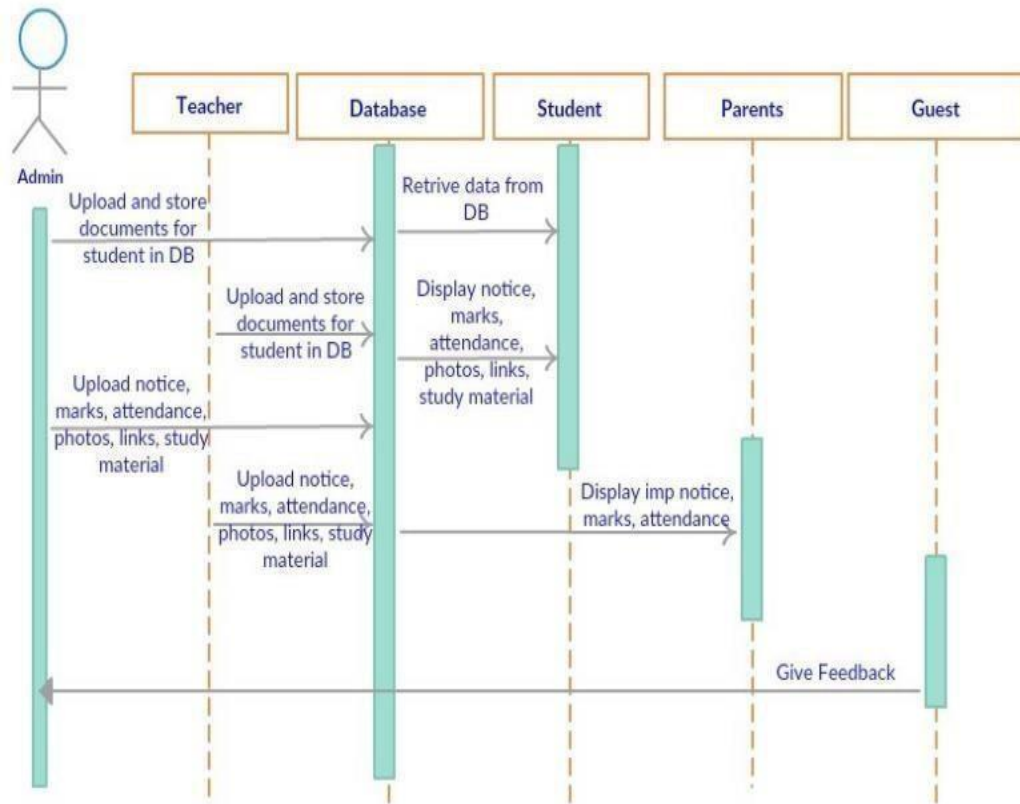 Admin
Teacher
Database
Student
Parents
Guest
Upload and store
documents for
student in DB
Retrive data from
DB
Upload and store
documents for
student in DB
Display notice,
marks,
attendance,
photos, links,
study material
Upload notice,
marks, attendance,
photos, links, study
material
Upload notice,
marks, attendance,
photos, links, study
material
Display imp notice,
marks, attendance
Give Feedback